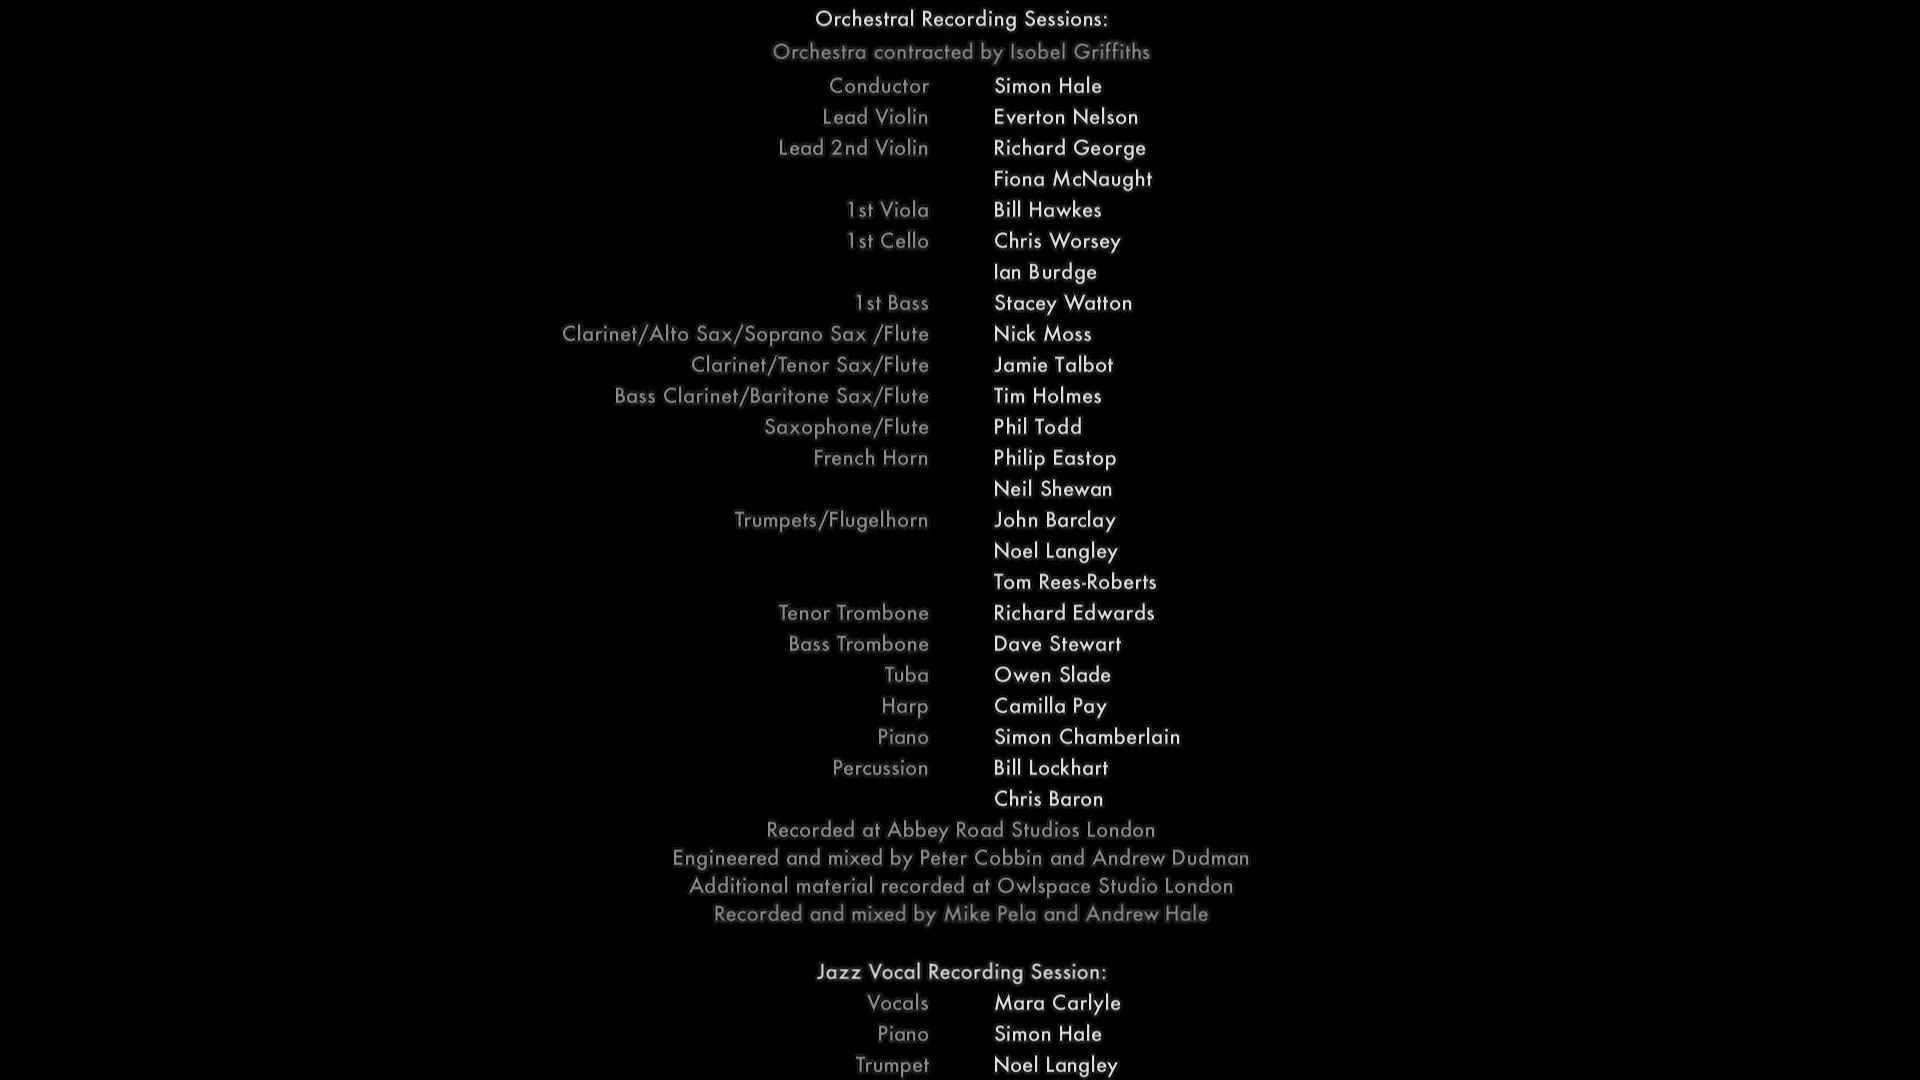 Orchestral Recording Sessions:
Orchestra contracted by Isobel Griffiths
Conductor Simon Hale
Lead Violin Everton Nelson
Lead 2nd Violin Richard George
Fiona McNaught
1st Viola Bill Hawkes
1st Cello Chris Worsey
Ian Burdge
1st Bass Stacey Watton
Clarinet/Alto Sax/Soprano Sax /Flute Nick Moss
Clarinet/Tenor Sax/Flute Jamie Talbot
Bass Clarinet/Baritone Sax/Flute Tim Holmes
Saxophone/Flute Phil Todd
French Horn Philip Eastop
Neil Shewan
Trumpets/Flugelhorn John Barclay
Noel Langley
Tom Rees-Roberts
Tenor Trombone Richard Edwards
Bass Trombone Dave Stewart
Tuba Owen Slade
Harp Camilla Pay
Piano Simon Chamberlain
Percussion Bill Lockhart
Chris Baron
Recorded at Abbey Road Studios London
Engineered and mixed by Peter Cobbin and Andrew Dudman
Additional material recorded at Owlspace Studio London
Recorded and mixed by Mike Pela and Andrew Hale
Jazz Vocal Recording Session:
Vocals Mara Carlyle
Piano Simon Hale
Trumpet Noel Langley